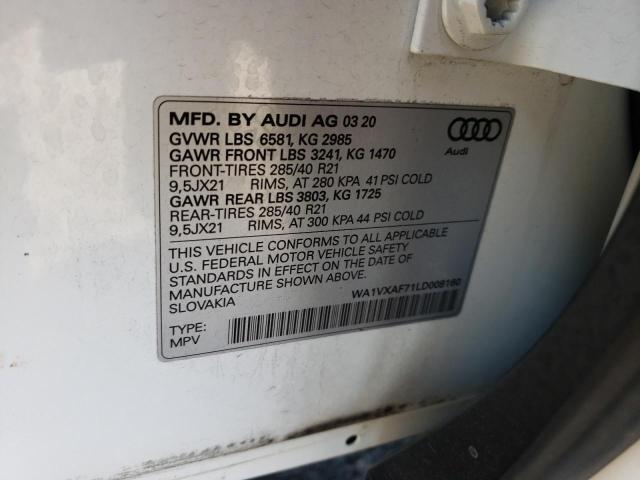 MFD. BY AUDI AG 03 20
GVWR LBS 6581, KG 2985
GAWR FRONT LBS 3241, KG 1470
FRONT-TIRES 285/40 R21
9,5JX21 RIMS, AT 280 KPA 41 PSI COLD
GAWR REAR LBS 3803, KG 1725
REAR-TIRES 285/40 R21
9,5JX21 RIMS, AT 300 KPA 44 PSI COLD
Audi
THIS VEHICLE CONFORMS TO ALL APPLICABLE
U.S. FEDERAL MOTOR VEHICLE SAFETY
STANDARDS IN EFFECT ON THE DATE OF
MANUFACTURE SHOWN ABOVE.
SLOVAKIA
WA1VXAF71LD008160
TYPE:
MPV